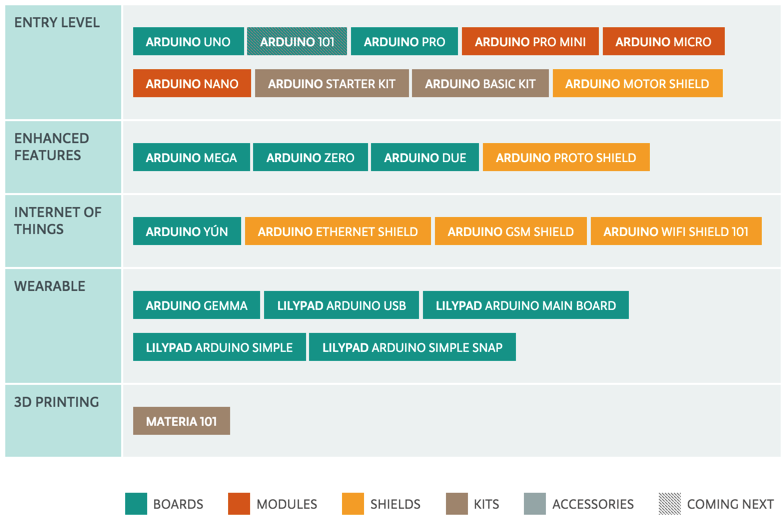 ENTRY LEVEL
ARDUINO UNO ARDUINO 101 ARDUINO PRO ARDUINO PRO MINI ARDUINO MICRO
ARDUINO NANO ARDUINO STARTER KIT ARDUINO BASIC KIT ARDUINO MOTOR SHIELD
ENHANCED
FEATURES
ARDUINO MEGA ARDUINO ZERO ARDUINO DUE ARDUINO PROTO SHIELD
INTERNET OF
THINGS
ARDUINO YÚN ARDUINO ETHERNET SHIELD ARDUINO GSM SHIELD ARDUINO WIFI SHIELD 101
WEARABLE
ARDUINO GEMMA LILYPAD ARDUINO USB LILYPAD ARDUINO MAIN BOARD
LILYPAD ARDUINO SIMPLE LILYPAD ARDUINO SIMPLE SNAP
3D PRINTING
MATERIA 101
BOARDS MODULES SHIELDS KITS ACCESSORIES COMING NEXT